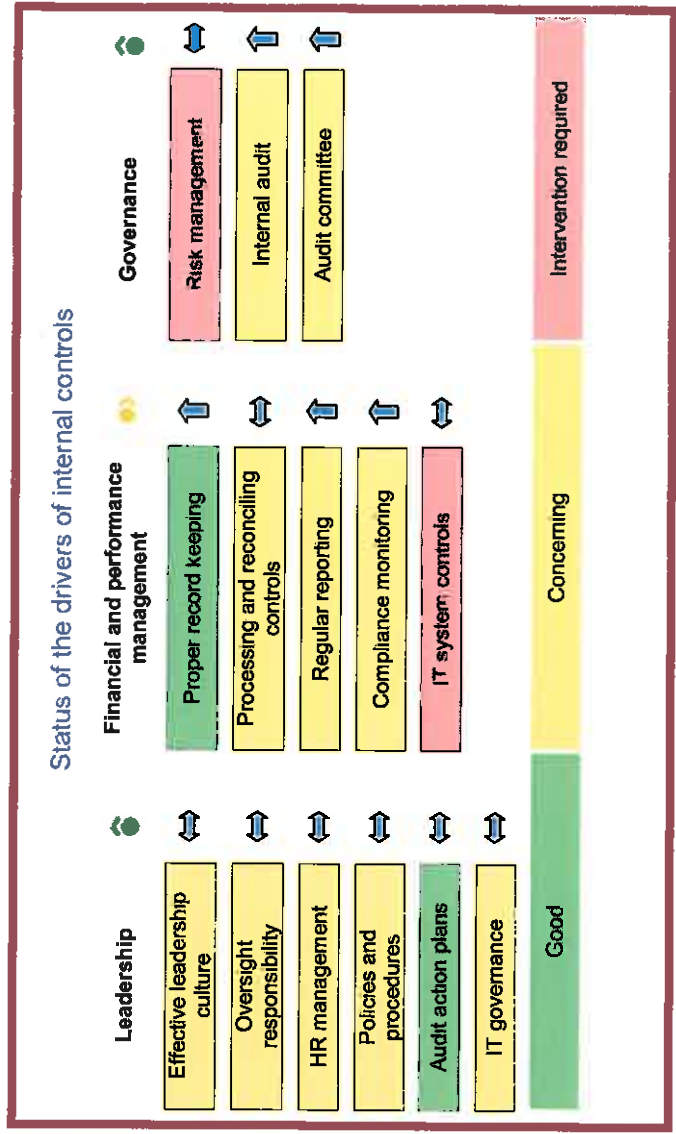 Status of the drivers of internal controls
Leadership
Effective leadership
culture
Oversight
responsibility
HR management
Policies and
procedures
Audit action plans
IT governance
Financial and performance
management
Proper record keeping
Processing and reconciling
controls
Regular reporting
Compliance monitoring
IT system controls
Governance
Risk management
Internal audit
Audit committee
Good
Concerning
Intervention required